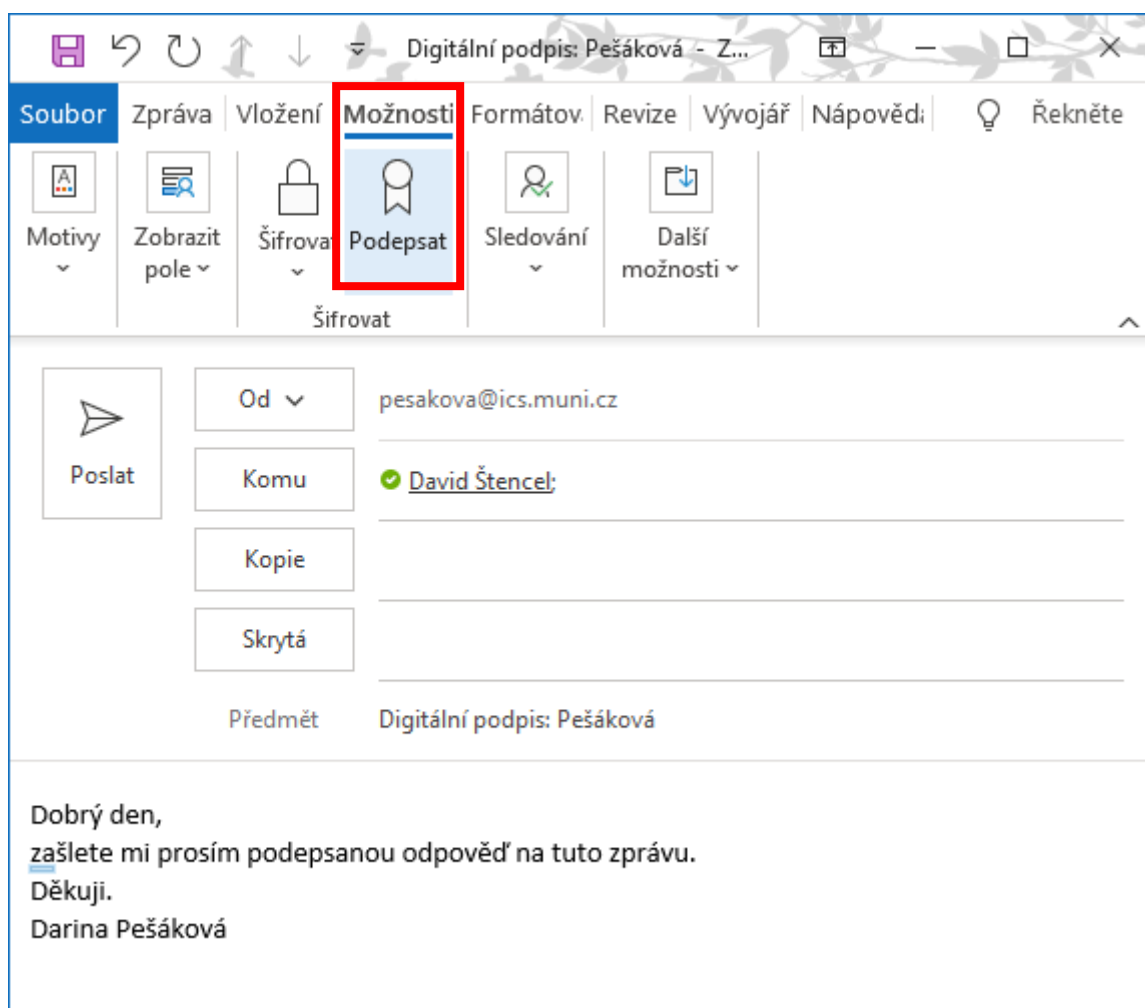 Digitální podpis: Pešáková - Z...
Soubor Zpráva Vložení Možnosti Formátov Revize Vývojář Nápověd Řekněte
Motivy Zobrazit pole Šifrovat Podepsat Sledování Další možnosti
Šifrovat
Od pesakova@ics.muni.cz
Poslat Komu David Štencel;
Kopie
Skrytá
Předmět Digitální podpis: Pešáková
Dobrý den,
zašlete mi prosím podepsanou odpověď na tuto zprávu.
Děkuji.
Darina Pešáková